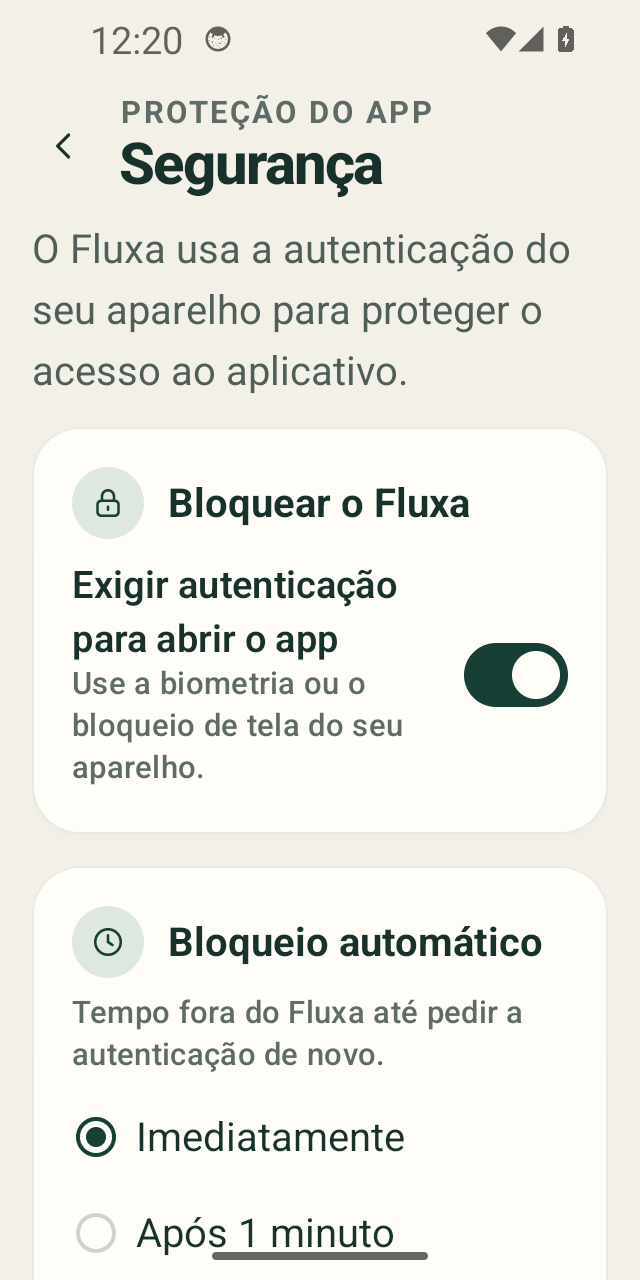 12:20
PROTEÇÃO DO APP
Segurança
O Fluxa usa a autenticação do
seu aparelho para proteger o
acesso ao aplicativo.
Bloquear o Fluxa
Exigir autenticação
para abrir o app
Use a biometria ou o
bloqueio de tela do seu
aparelho.
Bloqueio automático
Tempo fora do Fluxa até pedir a
autenticação de novo.
Imediatamente
Após 1 minuto